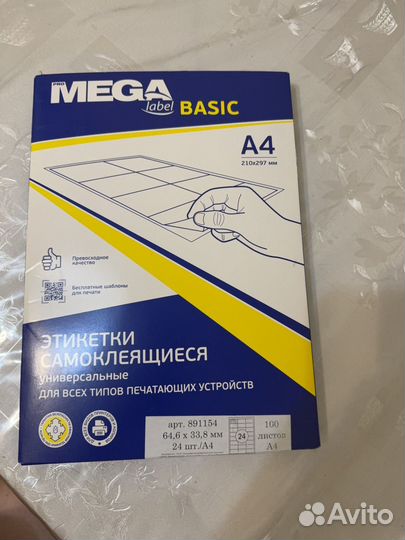 PRO
MEGA
label BASIC
A4
210x297 мм
Превосходное
качество
Бесплатные шаблоны
для печати
ЭТИКЕТКИ
САМОКЛЕЯЩИЕСЯ
универсальные
ДЛЯ ВСЕХ ТИПОВ ПЕЧАТАЮЩИХ УСТРОЙСТВ
арт. 891154
64,6 x 33,8 мм
24 шт./A4
24
100
листов
A4
Avito